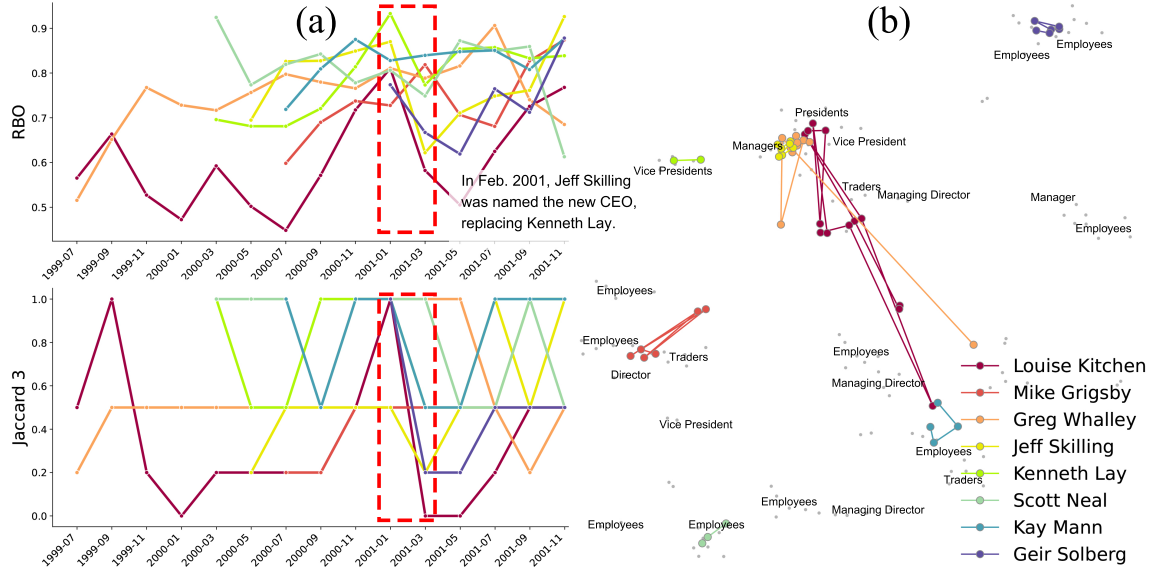 (a)
RBO
0.9
0.8
0.7
0.6
0.5
In Feb. 2001, Jeff Skilling
was named the new CEO,
replacing Kenneth Lay.
1999-07
1999-09
1999-11
2000-01
2000-03
2000-05
2000-07
2000-09
2000-11
2001-01
2001-03
2001-05
2001-07
2001-09
2001-11
Jaccard 3
1.0
0.8
0.6
0.4
0.2
0.0
1999-07
1999-09
1999-11
2000-01
2000-03
2000-05
2000-07
2000-09
2000-11
2001-01
2001-03
2001-05
2001-07
2001-09
2001-11
(b)
Employees
Employees
Presidents
Vice President
Managers
Vice Presidents
Traders
Managing Director
Manager
Employees
Employees
Employees
Traders
Director
Employees
Managing Director
Vice President
Employees
Traders
Employees
Managing Director
Employees
Employees
Louise Kitchen
Mike Grigsby
Greg Whalley
Jeff Skilling
Kenneth Lay
Scott Neal
Kay Mann
Geir Solberg